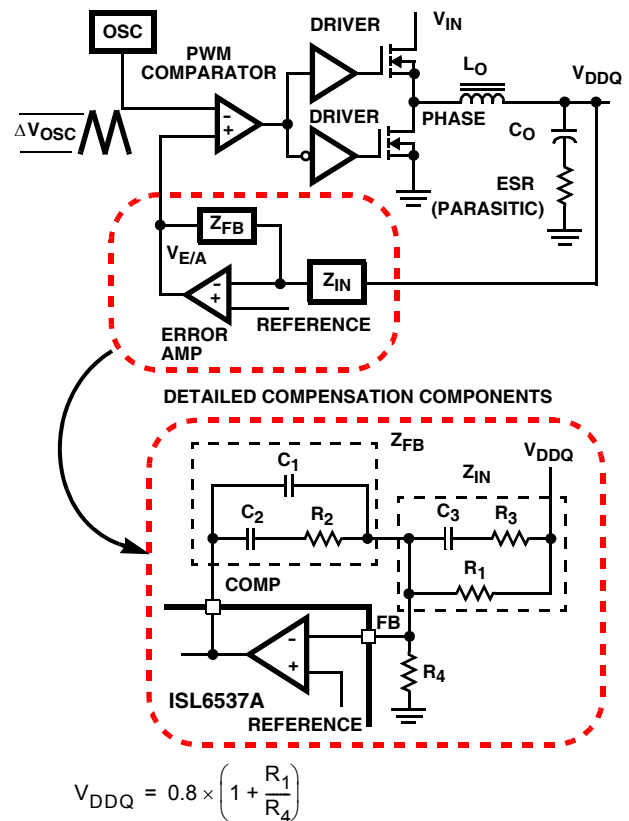 OSC
PWM
COMPARATOR
DRIVER
V_IN
L_O
V_DDQ
ΔV_OSC
-
+
DRIVER
PHASE
C_O
ESR
(PARASITIC)
Z_FB
V_E/A
-
+
Z_IN
REFERENCE
ERROR
AMP
DETAILED COMPENSATION COMPONENTS
Z_FB
V_DDQ
C_1
Z_IN
C_2
R_2
C_3
R_3
R_1
COMP
FB
-
+
R_4
ISL6537A
REFERENCE
V_DDQ = 0.8 × (1 + R_1/R_4)